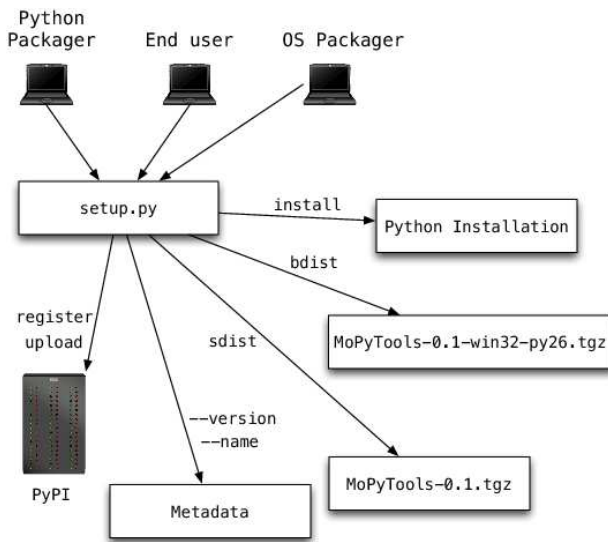 Python
Packager
End user
OS Packager
setup.py
install
Python Installation
bdist
register
upload
sdist
MoPyTools-0.1-win32-py26.tgz
--version
--name
PyPI
Metadata
MoPyTools-0.1.tgz